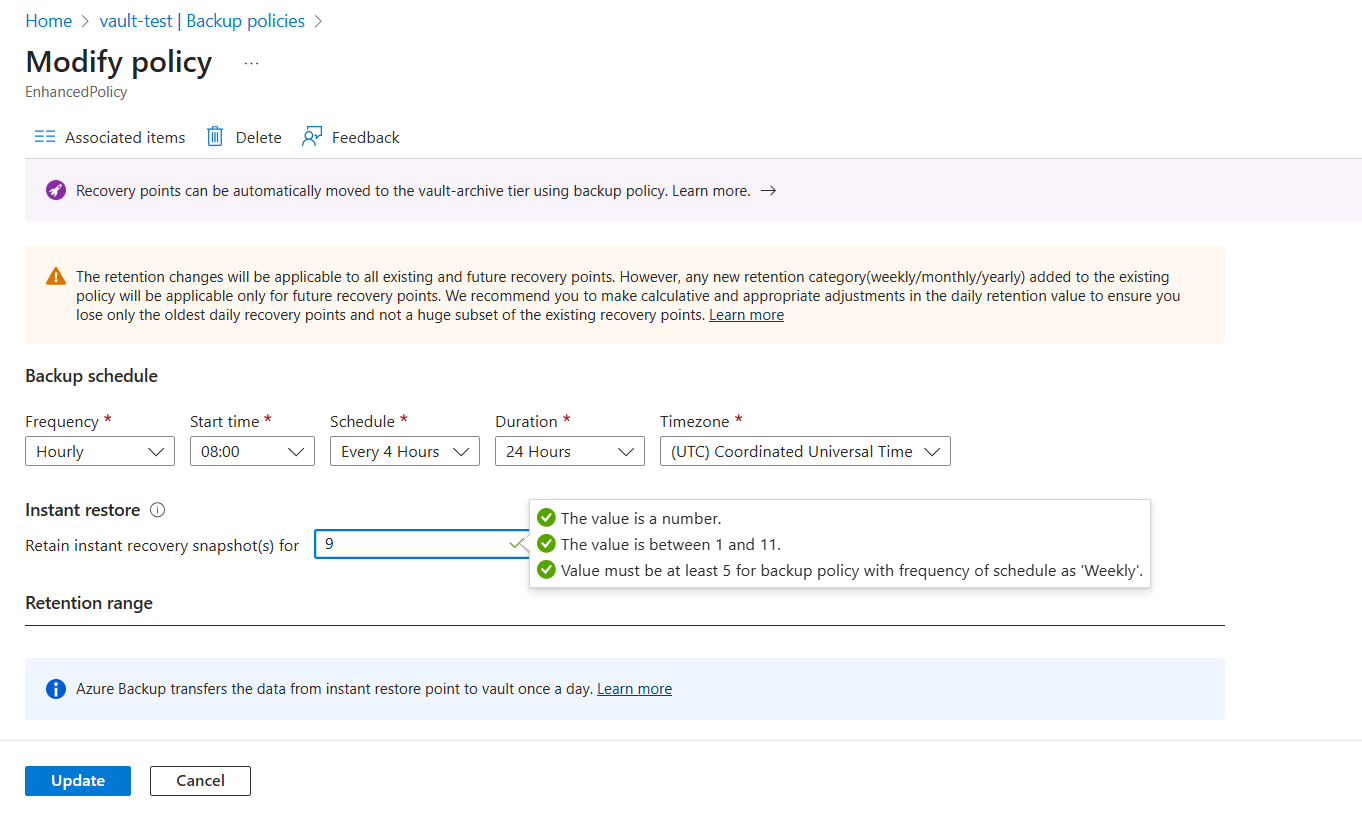 Home > vault-test | Backup policies >
Modify policy ...
EnhancedPolicy
Associated items Delete Feedback
Recovery points can be automatically moved to the vault-archive tier using backup policy. Learn more. →
The retention changes will be applicable to all existing and future recovery points. However, any new retention category(weekly/monthly/yearly) added to the existing
policy will be applicable only for future recovery points. We recommend you to make calculative and appropriate adjustments in the daily retention value to ensure you
lose only the oldest daily recovery points and not a huge subset of the existing recovery points. Learn more
Backup schedule
Frequency * Start time * Schedule * Duration * Timezone *
Hourly 08:00 Every 4 Hours 24 Hours (UTC) Coordinated Universal Time
Instant restore
Retain instant recovery snapshot(s) for 9
The value is a number.
The value is between 1 and 11.
Value must be at least 5 for backup policy with frequency of schedule as 'Weekly'.
Retention range
Azure Backup transfers the data from instant restore point to vault once a day. Learn more
Update Cancel